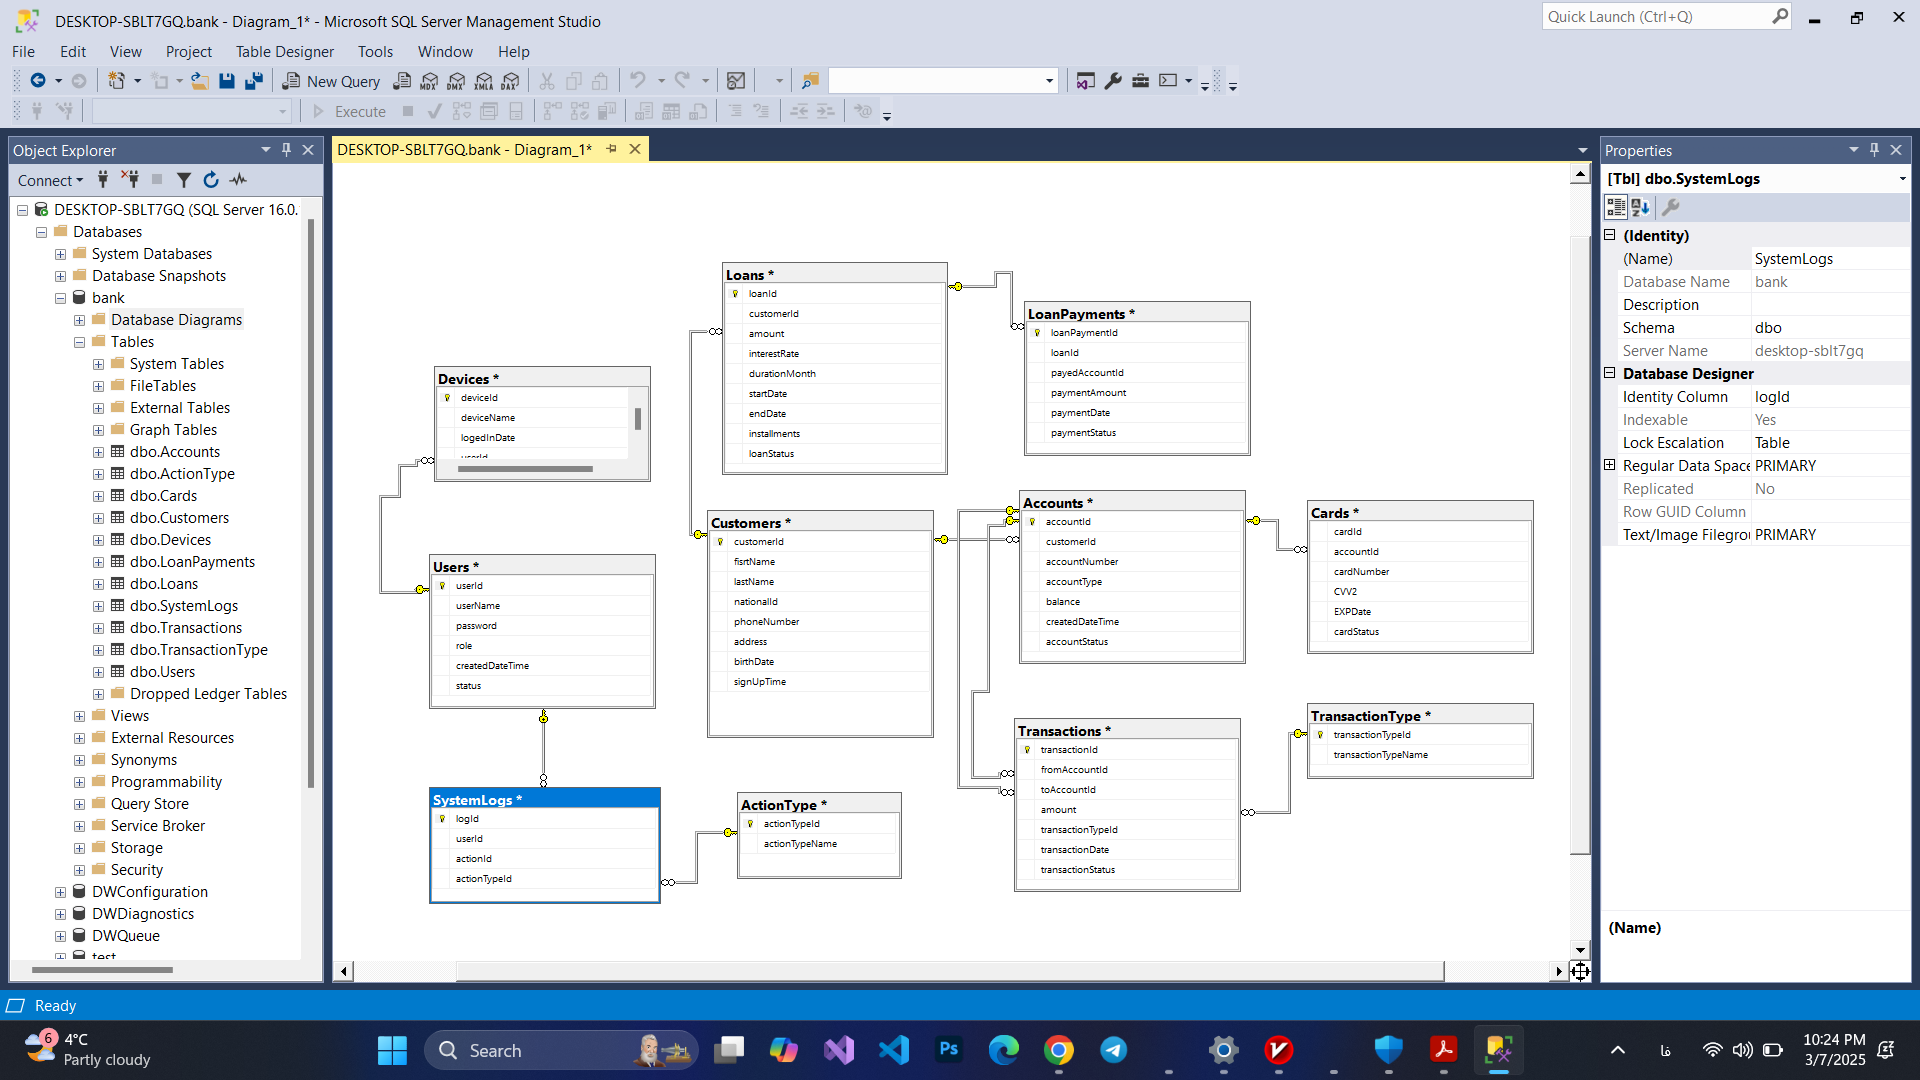 DESKTOP-SBLT7GQ.bank - Diagram_1* - Microsoft SQL Server Management Studio
Quick Launch (Ctrl+Q)
File Edit View Project Table Designer Tools Window Help
New Query MDX DMX XMLA DAX
Execute
Object Explorer
Connect
DESKTOP-SBLT7GQ (SQL Server 16.0.
Databases
System Databases
Database Snapshots
bank
Database Diagrams
Tables
System Tables
FileTables
External Tables
Graph Tables
dbo.Accounts
dbo.ActionType
dbo.Cards
dbo.Customers
dbo.Devices
dbo.LoanPayments
dbo.Loans
dbo.SystemLogs
dbo.Transactions
dbo.TransactionType
dbo.Users
Dropped Ledger Tables
Views
External Resources
Synonyms
Programmability
Query Store
Service Broker
Storage
Security
DWConfiguration
DWDiagnostics
DWQueue
test
DESKTOP-SBLT7GQ.bank - Diagram_1*
Loans *
loanId
customerId
amount
interestRate
durationMonth
startDate
endDate
installments
loanStatus
LoanPayments *
loanPaymentId
loanId
payedAccountId
paymentAmount
paymentDate
paymentStatus
Devices *
deviceId
deviceName
logedInDate
userId
Users *
userId
userName
password
role
createdDateTime
status
Customers *
customerId
fisrtName
lastName
nationalId
phoneNumber
address
birthDate
signUpTime
Accounts *
accountId
customerId
accountNumber
accountType
balance
createdDateTime
accountStatus
Cards *
cardId
accountId
cardNumber
CVV2
EXPDate
cardStatus
Transactions *
transactionId
fromAccountId
toAccountId
amount
transactionTypeId
transactionDate
transactionStatus
TransactionType *
transactionTypeId
transactionTypeName
SystemLogs *
logId
userId
actionId
actionTypeId
ActionType *
actionTypeId
actionTypeName
Properties
[Tbl] dbo.SystemLogs
(Identity)
(Name) SystemLogs
Database Name bank
Description
Schema dbo
Server Name desktop-sblt7gq
Database Designer
Identity Column logId
Indexable Yes
Lock Escalation Table
Regular Data Space PRIMARY
Replicated No
Row GUID Column
Text/Image Filegrou PRIMARY
(Name)
Ready
6
4°C
Partly cloudy
Search
Ps
فا
10:24 PM
3/7/2025